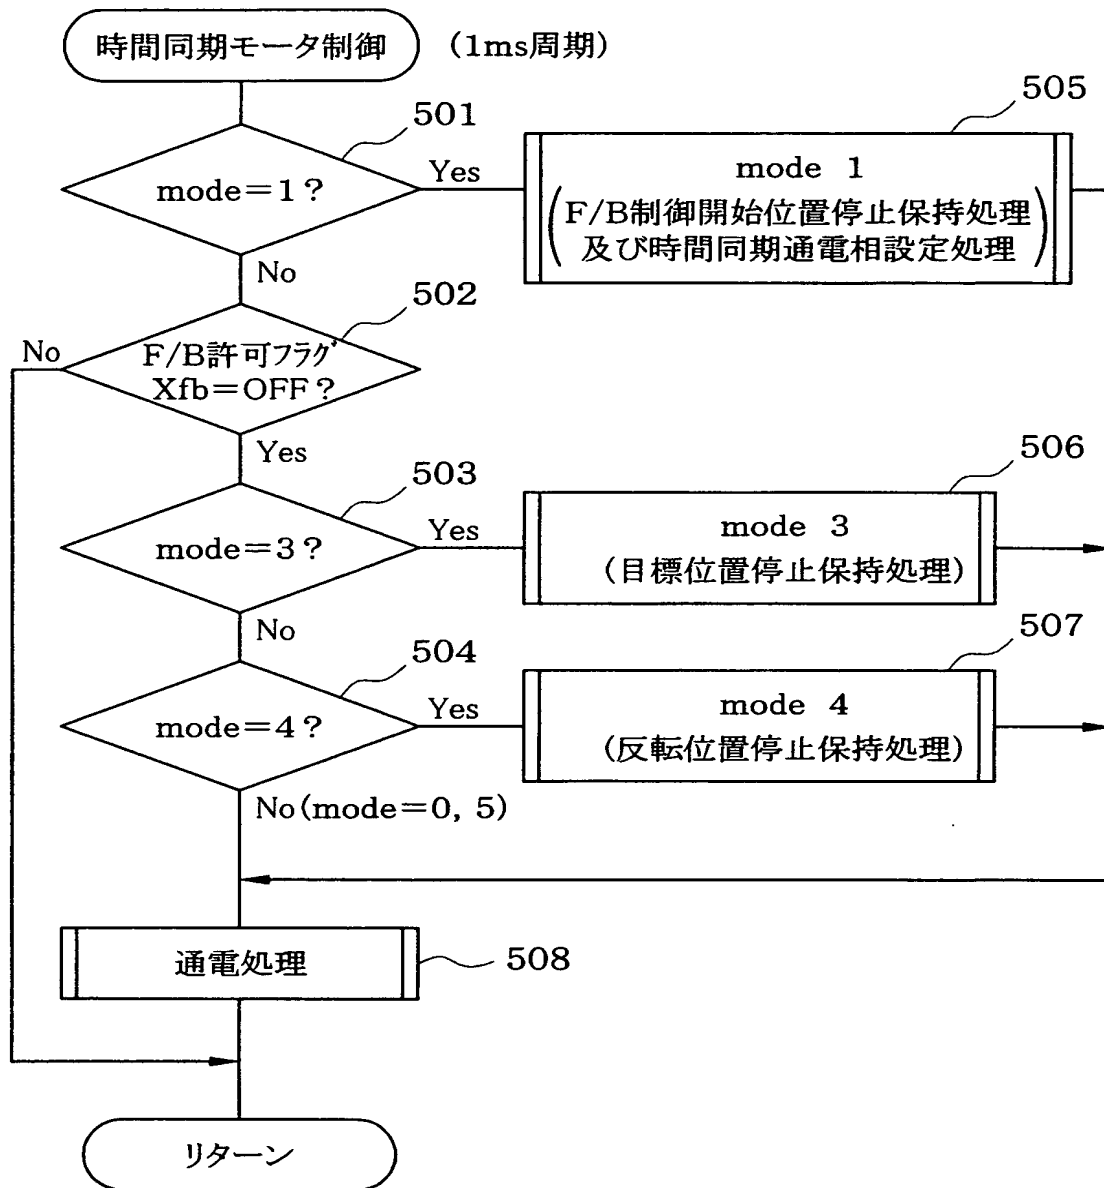 時間同期モータ制御 (1ms周期)
501
mode=1?
Yes
No
505
mode 1
(F/B制御開始位置停止保持処理
及び時間同期通電相設定処理)
502
F/B許可フラグ
Xfb=OFF?
No
Yes
503
mode=3?
Yes
No
506
mode 3
(目標位置停止保持処理)
504
mode=4?
Yes
No(mode=0, 5)
507
mode 4
(反転位置停止保持処理)
通電処理
508
リターン